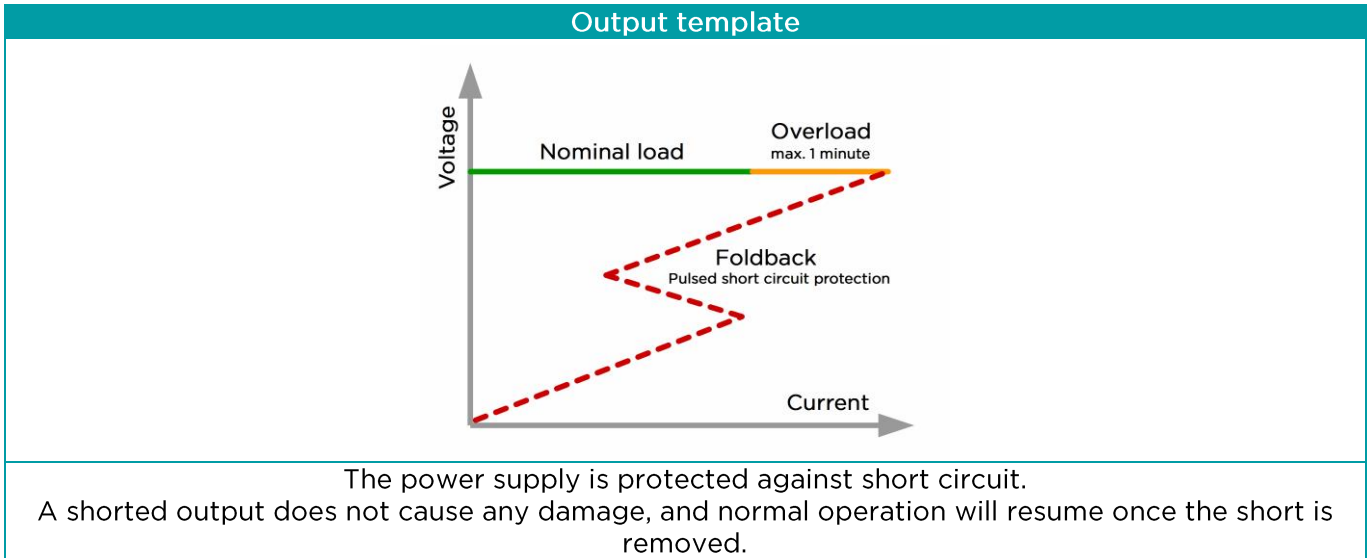 Output template
Voltage
Nominal load
Overload
max. 1 minute
Foldback
Pulsed short circuit protection
Current
The power supply is protected against short circuit.
A shorted output does not cause any damage, and normal operation will resume once the short is
removed.